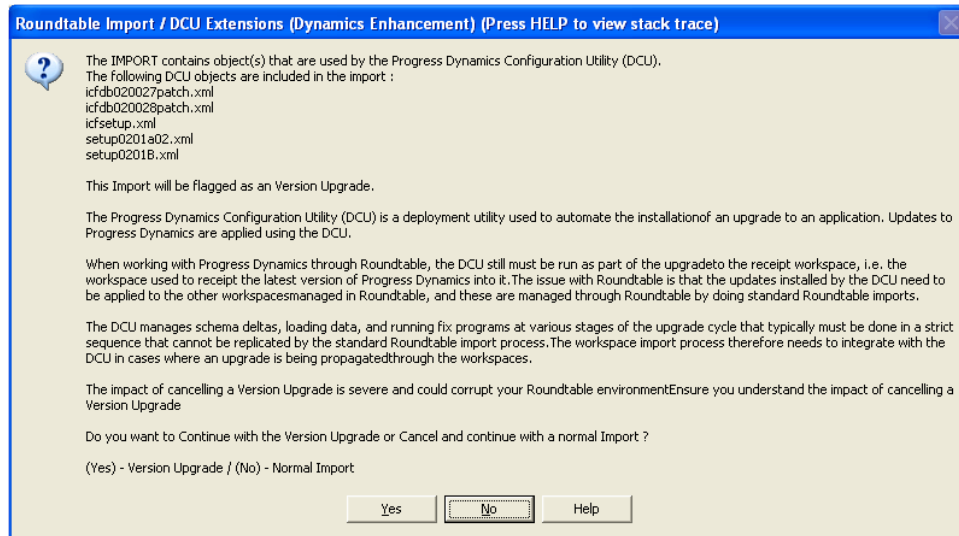 Roundtable Import / DCU Extensions (Dynamics Enhancement) (Press HELP to view stack trace)
The IMPORT contains object(s) that are used by the Progress Dynamics Configuration Utility (DCU).
The following DCU objects are included in the import :
icfdb020027patch.xml
icfdb020028patch.xml
icfsetup.xml
setup0201a02.xml
setup0201B.xml
This Import will be flagged as an Version Upgrade.
The Progress Dynamics Configuration Utility (DCU) is a deployment utility used to automate the installationof an upgrade to an application. Updates to
Progress Dynamics are applied using the DCU.
When working with Progress Dynamics through Roundtable, the DCU still must be run as part of the upgradeto the receipt workspace, i.e. the
workspace used to receipt the latest version of Progress Dynamics into it.The issue with Roundtable is that the updates installed by the DCU need to
be applied to the other workspacesmanaged in Roundtable, and these are managed through Roundtable by doing standard Roundtable imports.
The DCU manages schema deltas, loading data, and running fix programs at various stages of the upgrade cycle that typically must be done in a strict
sequence that cannot be replicated by the standard Roundtable import process.The workspace import process therefore needs to integrate with the
DCU in cases where an upgrade is being propagatedthrough the workspaces.
The impact of cancelling a Version Upgrade is severe and could corrupt your Roundtable environmentEnsure you understand the impact of cancelling a
Version Upgrade
Do you want to Continue with the Version Upgrade or Cancel and continue with a normal Import ?
(Yes) - Version Upgrade / (No) - Normal Import
Yes No Help